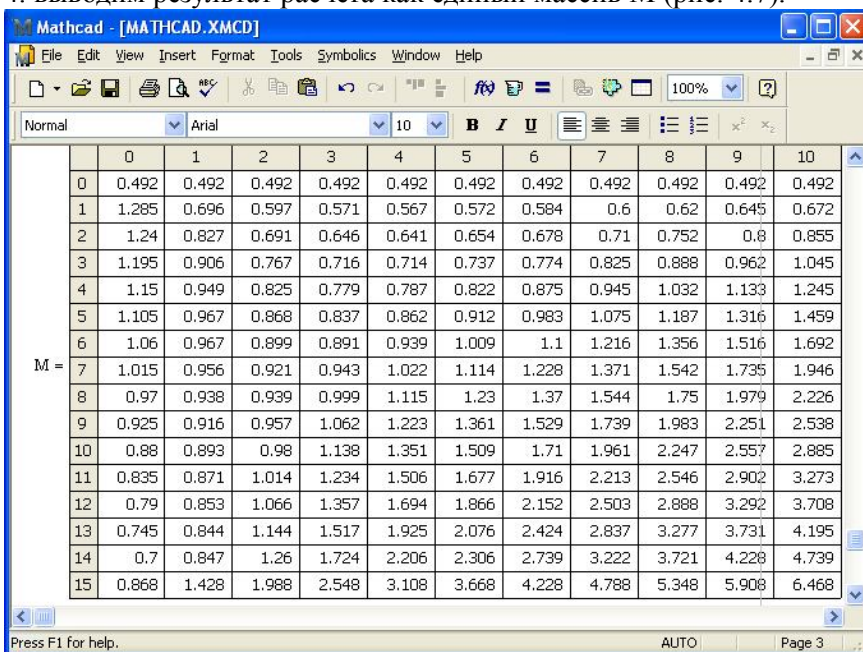 4. выводим результат расчета как единый массив М (рис. 4.7).
Mathcad - [MATHCAD.XMCD]
File Edit View Insert Format Tools Symbolics Window Help
100%
Normal Arial 10 B I U
0 1 2 3 4 5 6 7 8 9 10
0 0.492 0.492 0.492 0.492 0.492 0.492 0.492 0.492 0.492 0.492 0.492
1 1.285 0.696 0.597 0.571 0.567 0.572 0.584 0.6 0.62 0.645 0.672
2 1.24 0.827 0.691 0.646 0.641 0.654 0.678 0.71 0.752 0.8 0.855
3 1.195 0.906 0.767 0.716 0.714 0.737 0.774 0.825 0.888 0.962 1.045
4 1.15 0.949 0.825 0.779 0.787 0.822 0.875 0.945 1.032 1.133 1.245
5 1.105 0.967 0.868 0.837 0.862 0.912 0.983 1.075 1.187 1.316 1.459
6 1.06 0.967 0.899 0.891 0.939 1.009 1.1 1.216 1.356 1.516 1.692
M = 7 1.015 0.956 0.921 0.943 1.022 1.114 1.228 1.371 1.542 1.735 1.946
8 0.97 0.938 0.939 0.999 1.115 1.23 1.37 1.544 1.75 1.979 2.226
9 0.925 0.916 0.957 1.062 1.223 1.361 1.529 1.739 1.983 2.251 2.538
10 0.88 0.893 0.98 1.138 1.351 1.509 1.71 1.961 2.247 2.557 2.885
11 0.835 0.871 1.014 1.234 1.506 1.677 1.916 2.213 2.546 2.902 3.273
12 0.79 0.853 1.066 1.357 1.694 1.866 2.152 2.503 2.888 3.292 3.708
13 0.745 0.844 1.144 1.517 1.925 2.076 2.424 2.837 3.277 3.731 4.195
14 0.7 0.847 1.26 1.724 2.206 2.306 2.739 3.222 3.721 4.228 4.739
15 0.868 1.428 1.988 2.548 3.108 3.668 4.228 4.788 5.348 5.908 6.468
Press F1 for help. AUTO Page 3